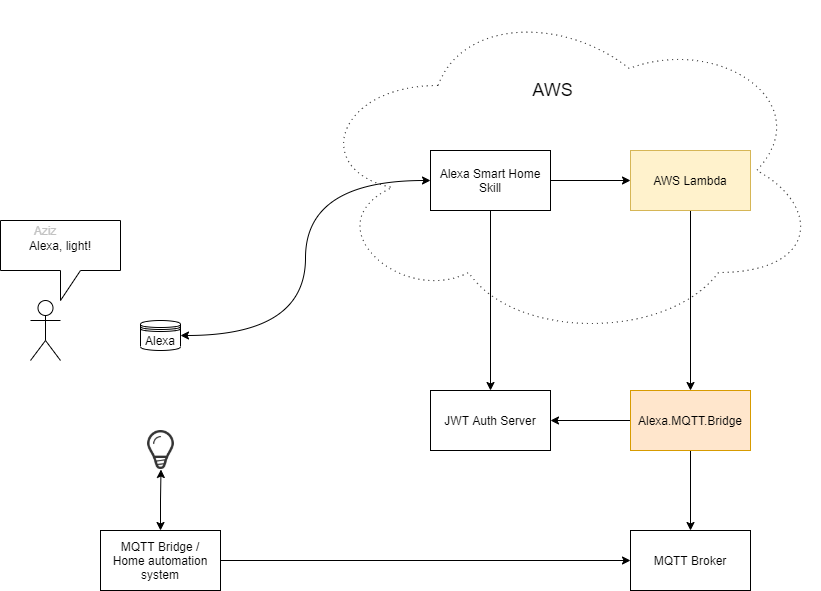 AWS
Alexa Smart Home
Skill
AWS Lambda
Aziz
Alexa, light!
Alexa
JWT Auth Server
Alexa.MQTT.Bridge
MQTT Bridge /
Home automation
system
MQTT Broker